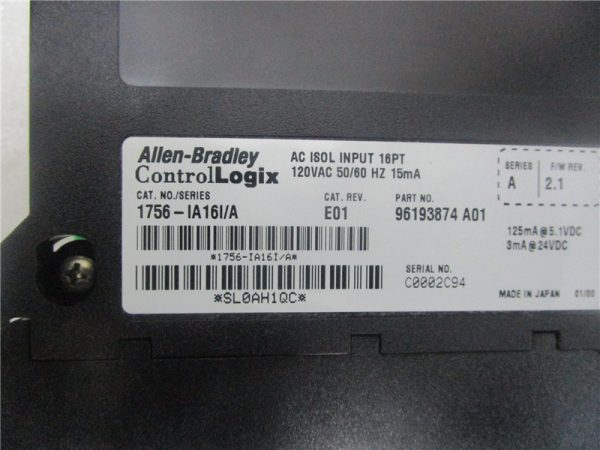 Allen-Bradley
ControlLogix
AC ISOL INPUT 16PT
120VAC 50/60 HZ 15mA
CAT. NO./SERIES
1756-IA16I/A
CAT. REV.
E01
PART NO.
96193874 A01
*1756-IA16I/A*
*SL0AH1QC*
SERIAL NO.
C0002C94
SERIES
A
F/W REV.
2.1
125mA@5.1VDC
3mA@24VDC
MADE IN JAPAN 01/00